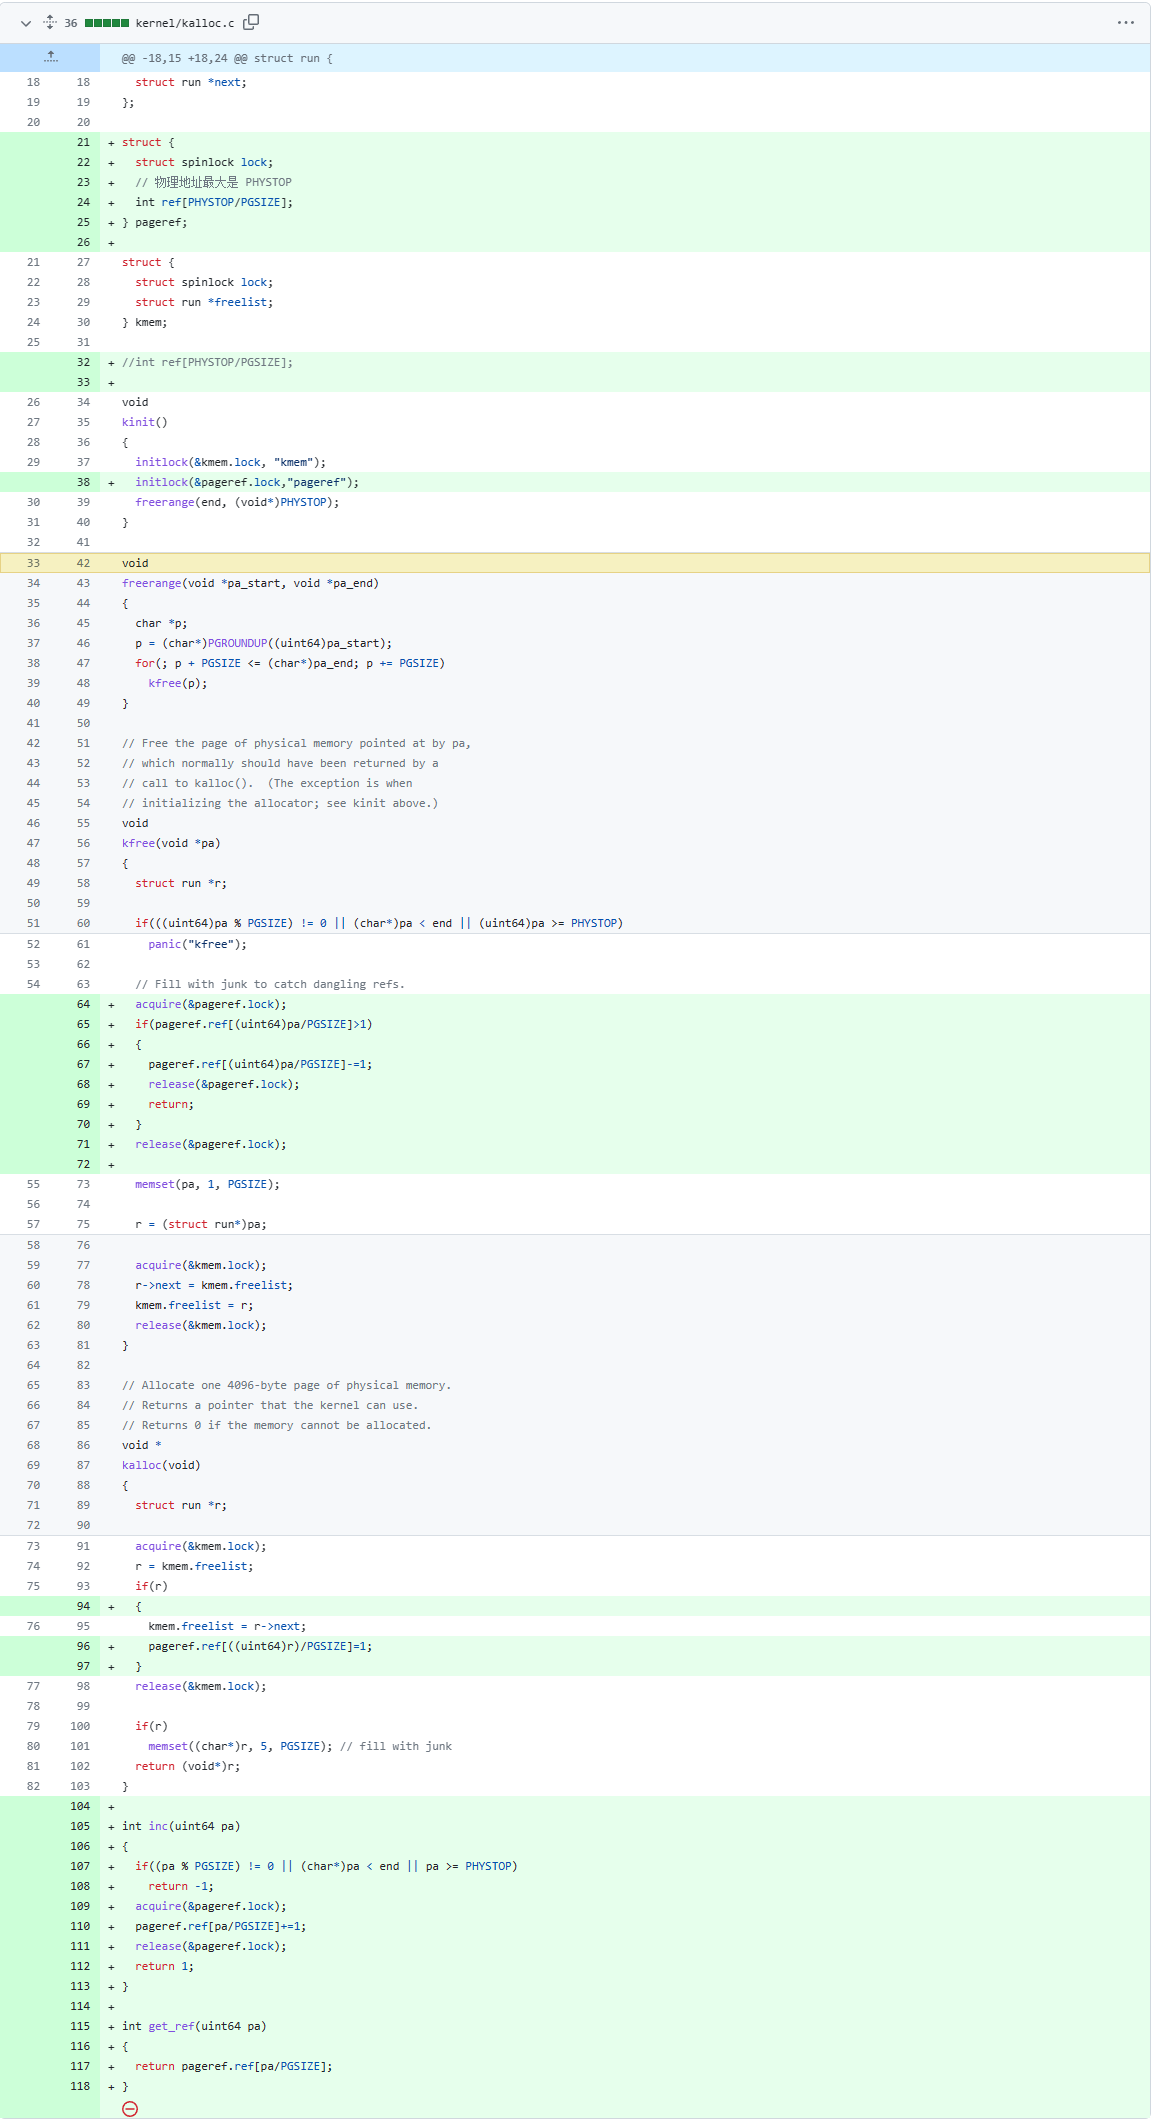 36 kernel/kalloc.c
@@ -18,15 +18,24 @@ struct run {
18 18 struct run *next;
19 19 };
20 20
21 + struct {
22 + struct spinlock lock;
23 + // 物理地址最大是 PHYSTOP
24 + int ref[PHYSTOP/PGSIZE];
25 + } pageref;
26 +
21 27 struct {
22 28 struct spinlock lock;
23 29 struct run *freelist;
24 30 } kmem;
25 31
32 + //int ref[PHYSTOP/PGSIZE];
33 +
26 34 void
27 35 kinit()
28 36 {
29 37 initlock(&kmem.lock, "kmem");
38 + initlock(&pageref.lock,"pageref");
30 39 freerange(end, (void*)PHYSTOP);
31 40 }
32 41
33 42 void
34 43 freerange(void *pa_start, void *pa_end)
35 44 {
36 45 char *p;
37 46 p = (char*)PGROUNDUP((uint64)pa_start);
38 47 for(; p + PGSIZE <= (char*)pa_end; p += PGSIZE)
39 48 kfree(p);
40 49 }
41 50
42 51 // Free the page of physical memory pointed at by pa,
43 52 // which normally should have been returned by a
44 53 // call to kalloc().  (The exception is when
45 54 // initializing the allocator; see kinit above.)
46 55 void
47 56 kfree(void *pa)
48 57 {
49 58 struct run *r;
50 59
51 60 if(((uint64)pa % PGSIZE) != 0 || (char*)pa < end || (uint64)pa >= PHYSTOP)
52 61 panic("kfree");
53 62
54 63 // Fill with junk to catch dangling refs.
64 + acquire(&pageref.lock);
65 + if(pageref.ref[(uint64)pa/PGSIZE]>1)
66 + {
67 + pageref.ref[(uint64)pa/PGSIZE]-=1;
68 + release(&pageref.lock);
69 + return;
70 + }
71 + release(&pageref.lock);
72 +
55 73 memset(pa, 1, PGSIZE);
56 74
57 75 r = (struct run*)pa;
58 76
59 77 acquire(&kmem.lock);
60 78 r->next = kmem.freelist;
61 79 kmem.freelist = r;
62 80 release(&kmem.lock);
63 81 }
64 82
65 83 // Allocate one 4096-byte page of physical memory.
66 84 // Returns a pointer that the kernel can use.
67 85 // Returns 0 if the memory cannot be allocated.
68 86 void *
69 87 kalloc(void)
70 88 {
71 89 struct run *r;
72 90
73 91 acquire(&kmem.lock);
74 92 r = kmem.freelist;
75 93 if(r)
94 + {
76 95 kmem.freelist = r->next;
96 + pageref.ref[((uint64)r)/PGSIZE]=1;
97 + }
77 98 release(&kmem.lock);
78 99
79 100 if(r)
80 101 memset((char*)r, 5, PGSIZE); // fill with junk
81 102 return (void*)r;
82 103 }
104 +
105 + int inc(uint64 pa)
106 + {
107 + if((pa % PGSIZE) != 0 || (char*)pa < end || pa >= PHYSTOP)
108 + return -1;
109 + acquire(&pageref.lock);
110 + pageref.ref[pa/PGSIZE]+=1;
111 + release(&pageref.lock);
112 + return 1;
113 + }
114 +
115 + int get_ref(uint64 pa)
116 + {
117 + return pageref.ref[pa/PGSIZE];
118 + }